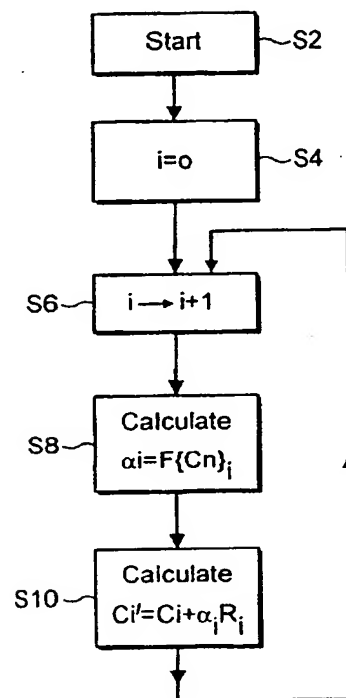 Start
S2
i=o
S4
S6
i → i+1
S8
Calculate
αi=F{Cn}i
S10
Calculate
Ci'=Ci+αiRi